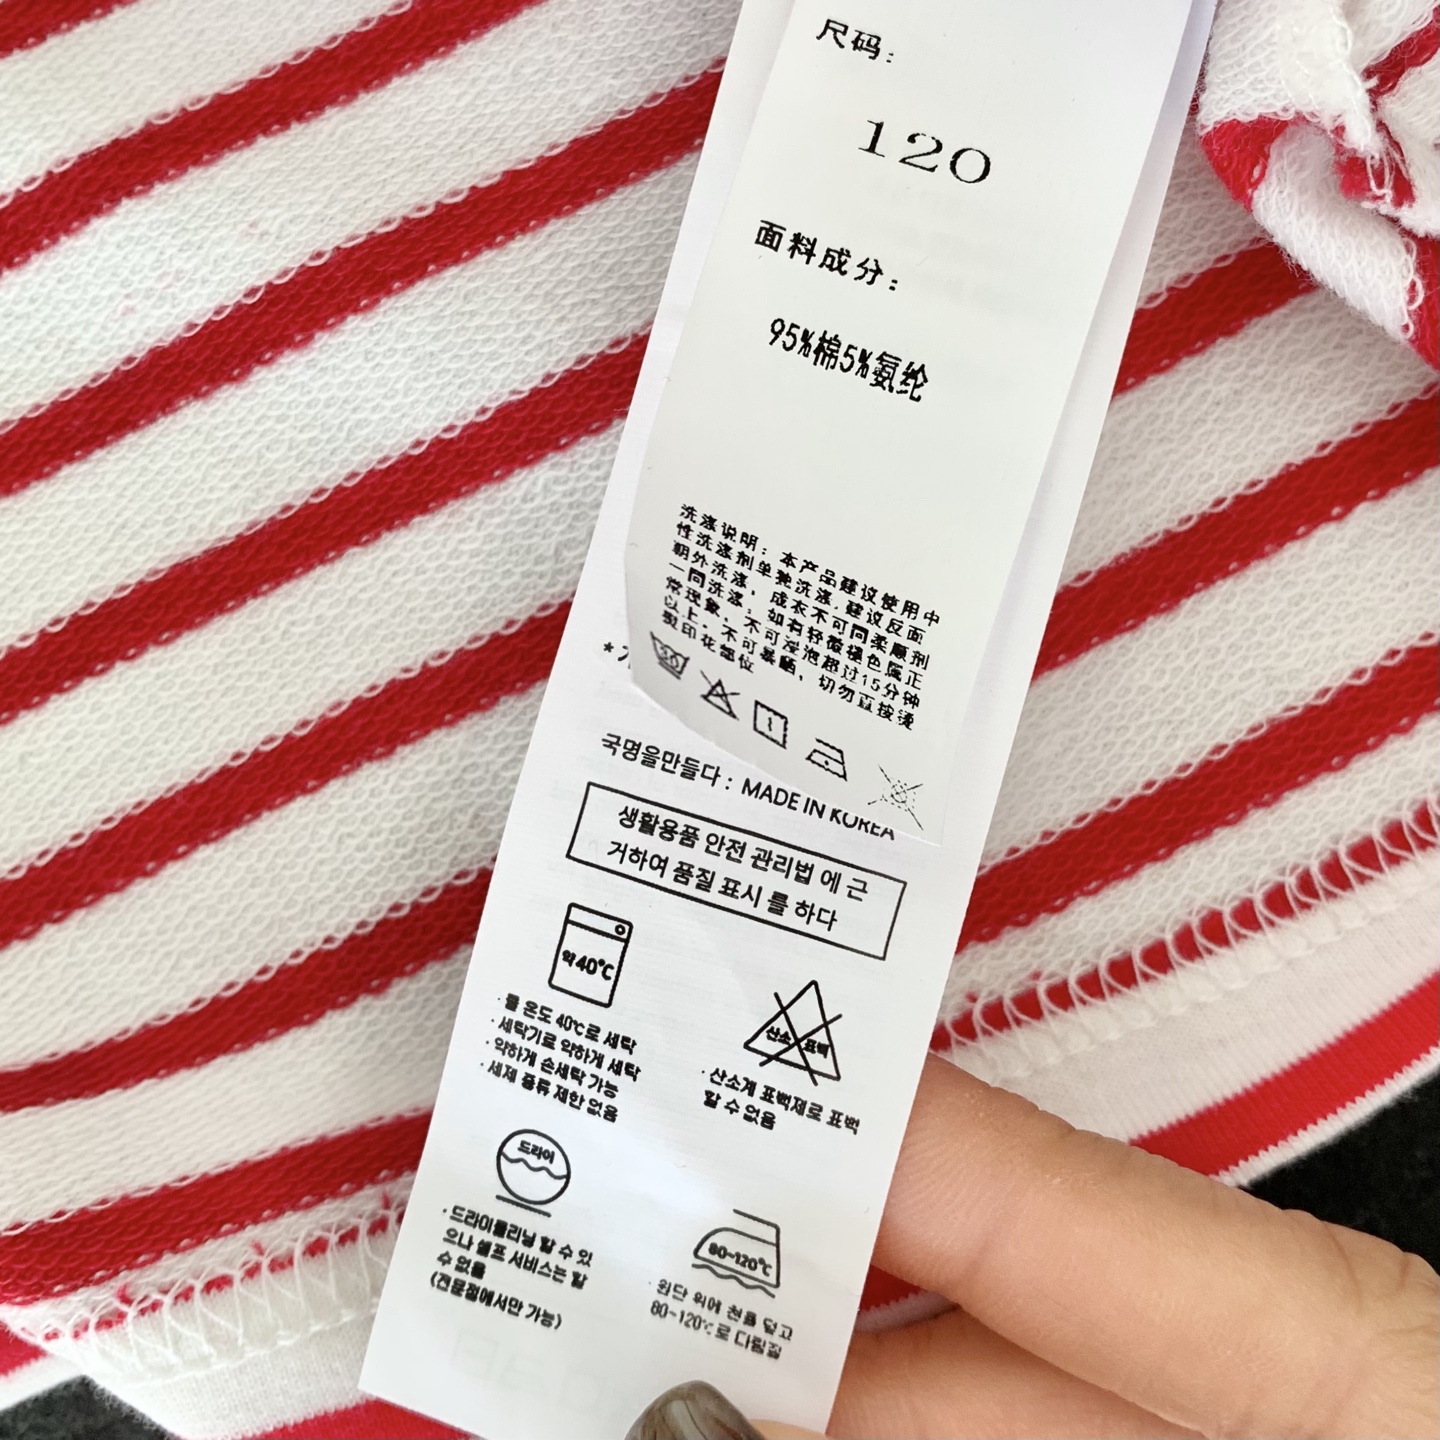 尺码:
120
面料成分:
95%棉5%氨纶
洗涤说明:本产品建议使用中
性洗涤剂单独洗涤,建议反面
朝外洗涤,成衣不可同柔顺剂
一同洗涤;如有轻微褪色属正
常现象,不可浸泡超过15分钟
以上,不可暴晒,切勿直接烫
熨印花部位
30
국명을만들다 : MADE IN KOREA
생활용품 안전 관리법 에 근
거하여 품질 표시 를 하다
약40℃
·물 온도 40℃로 세탁
·세탁기로 약하게 세탁
·약하게 손세탁 가능
·세제 종류 제한 없음
산소 표백
·산소계 표백제로 표백
할 수 없음
드라이
·드라이클리닝 할 수 있
으나 셀프 서비스는 할
수 없음
(전문점에서만 가능)
80~120℃
·원단 위에 천를 덮고
80~120℃로 다림질